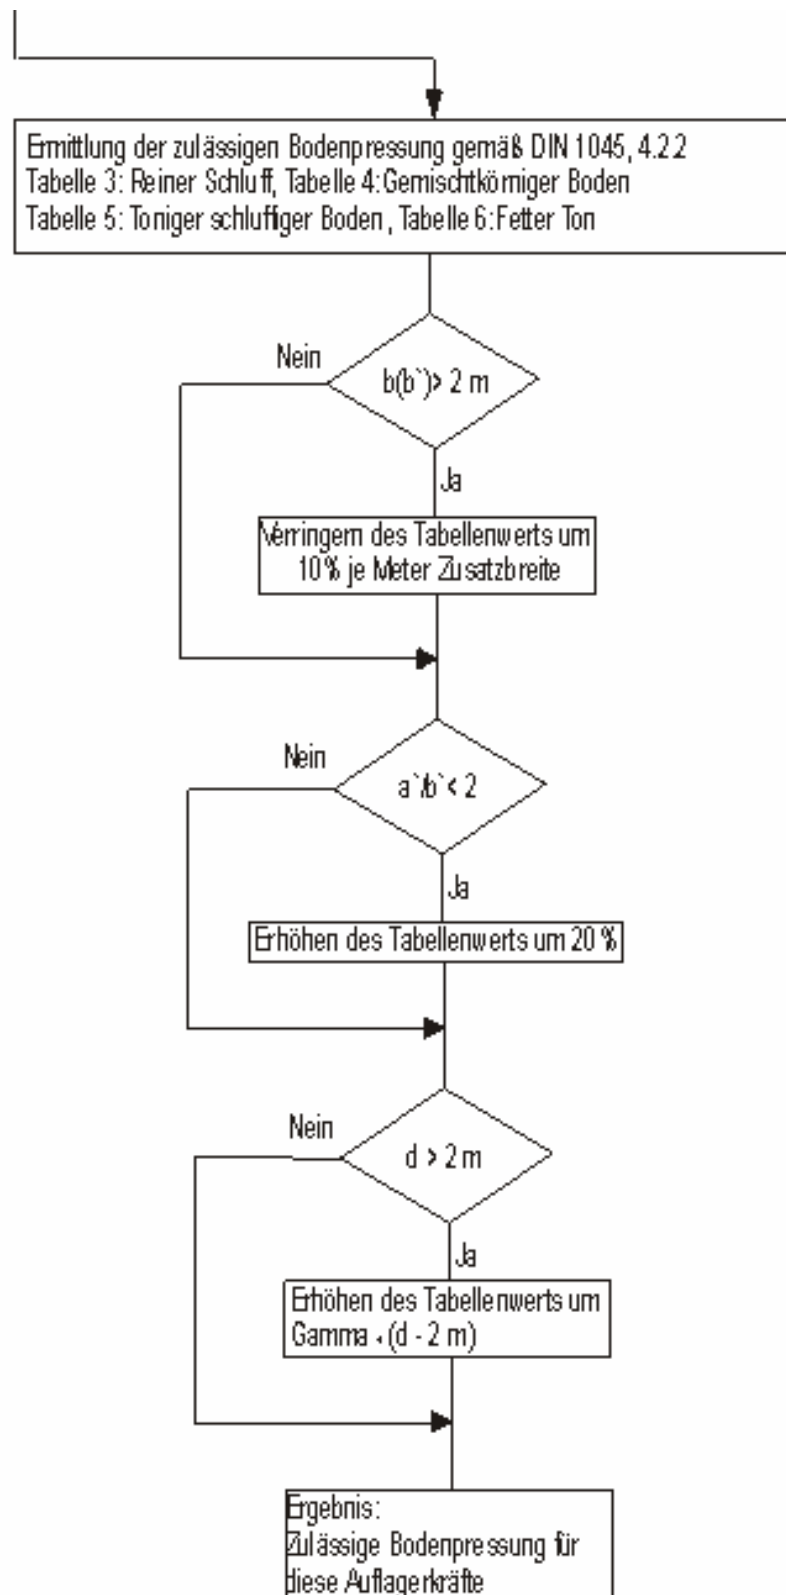 Ermittlung der zulässigen Bodenpressung gemäß DIN 1045, 4.2.2
Tabelle 3: Reiner Schluff, Tabelle 4:Gemischtkörniger Boden
Tabelle 5: Toniger schluffiger Boden, Tabelle 6:Fetter Ton
Nein
b(b`)> 2 m
Ja
Verringern des Tabellenwerts um
10% je Meter Zusatzbreite
Nein
a`/b`< 2
Ja
Erhöhen des Tabellenwerts um 20 %
Nein
d > 2 m
Ja
Erhöhen des Tabellenwerts um
Gamma * (d - 2 m)
Ergebnis:
Zulässige Bodenpressung für
diese Auflagerkräfte